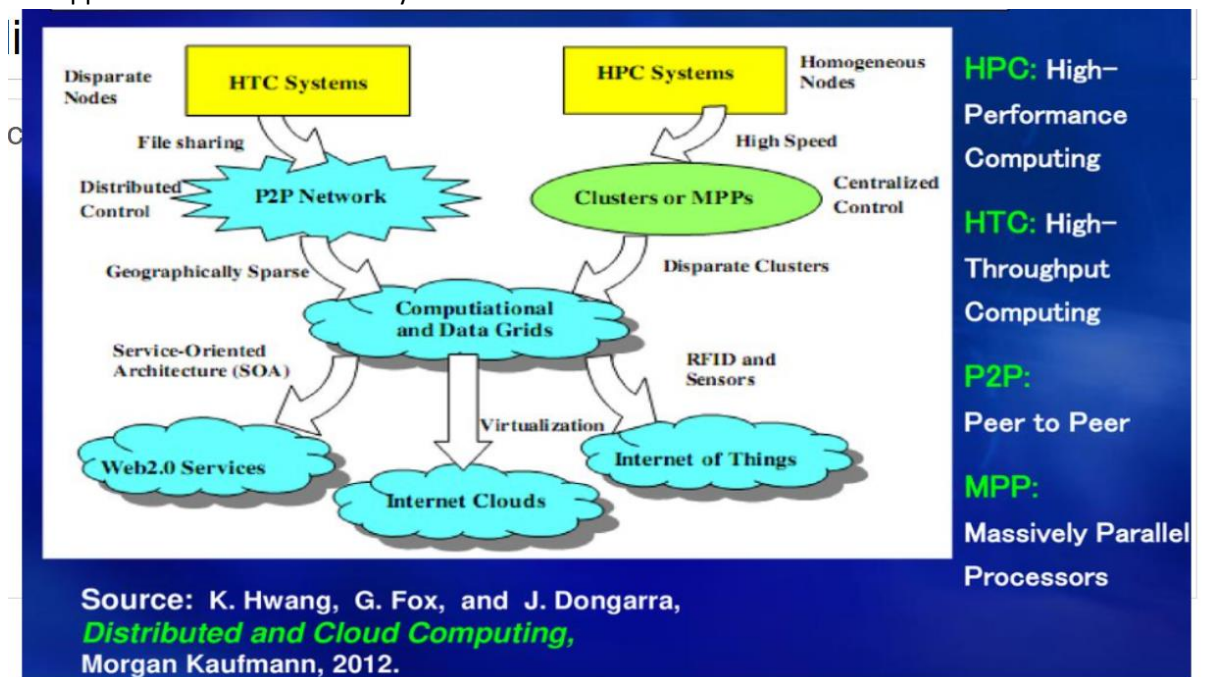 HTC Systems
HPC Systems
Disparate
Nodes
Homogeneous
Nodes
File sharing
High Speed
Distributed
Control
P2P Network
Clusters or MPPs
Centralized
Control
Geographically Sparse
Disparate Clusters
Computiational
and Data Grids
Service-Oriented
Architecture (SOA)
RFID and
Sensors
Virtualization
Web2.0 Services
Internet Clouds
Internet of Things
HPC: High-
Performance
Computing
HTC: High-
Throughput
Computing
P2P:
Peer to Peer
MPP:
Massively Parallel
Processors
Source: K. Hwang, G. Fox, and J. Dongarra,
Distributed and Cloud Computing,
Morgan Kaufmann, 2012.